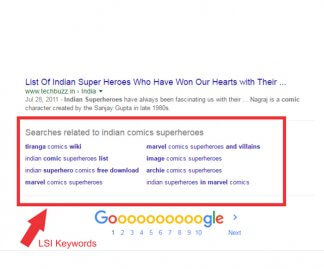 List Of Indian Super Heroes Who Have Won Our Hearts with Their ...
www.techbuzz.in › India ▾
Jul 28, 2011 - Indian Superheroes have always been fascinating us with their ... Nagraj is a comic
character created by the Sanjay Gupta in late 1980s.
Searches related to indian comics superheroes
tiranga comics wiki
indian comic superheroes list
indian superhero comics free download
marvel comics superheroes
marvel comics superheroes and villains
image comics superheroes
archie comics superheroes
indian superheroes in marvel comics
LSI Keywords
Goooooooooogle >
1 2 3 4 5 6 7 8 9 10 Next